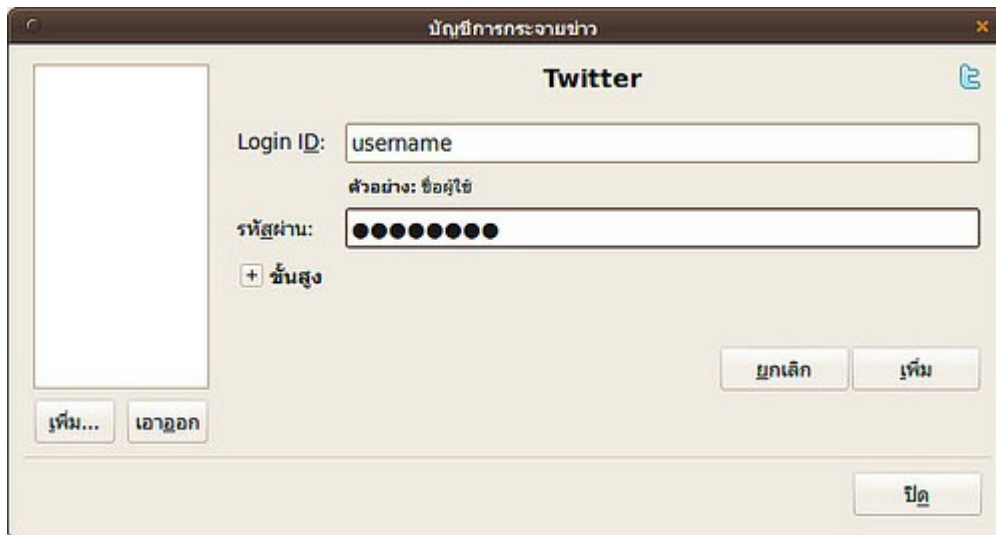 บัญชีการกระจายข่าว
Twitter
Login ID: username
ตัวอย่าง: ชื่อผู้ใช้
รหัสผ่าน: ●●●●●●●●
+ ขั้นสูง
ยกเลิก เพิ่ม
เพิ่ม... เอาออก
ปิด